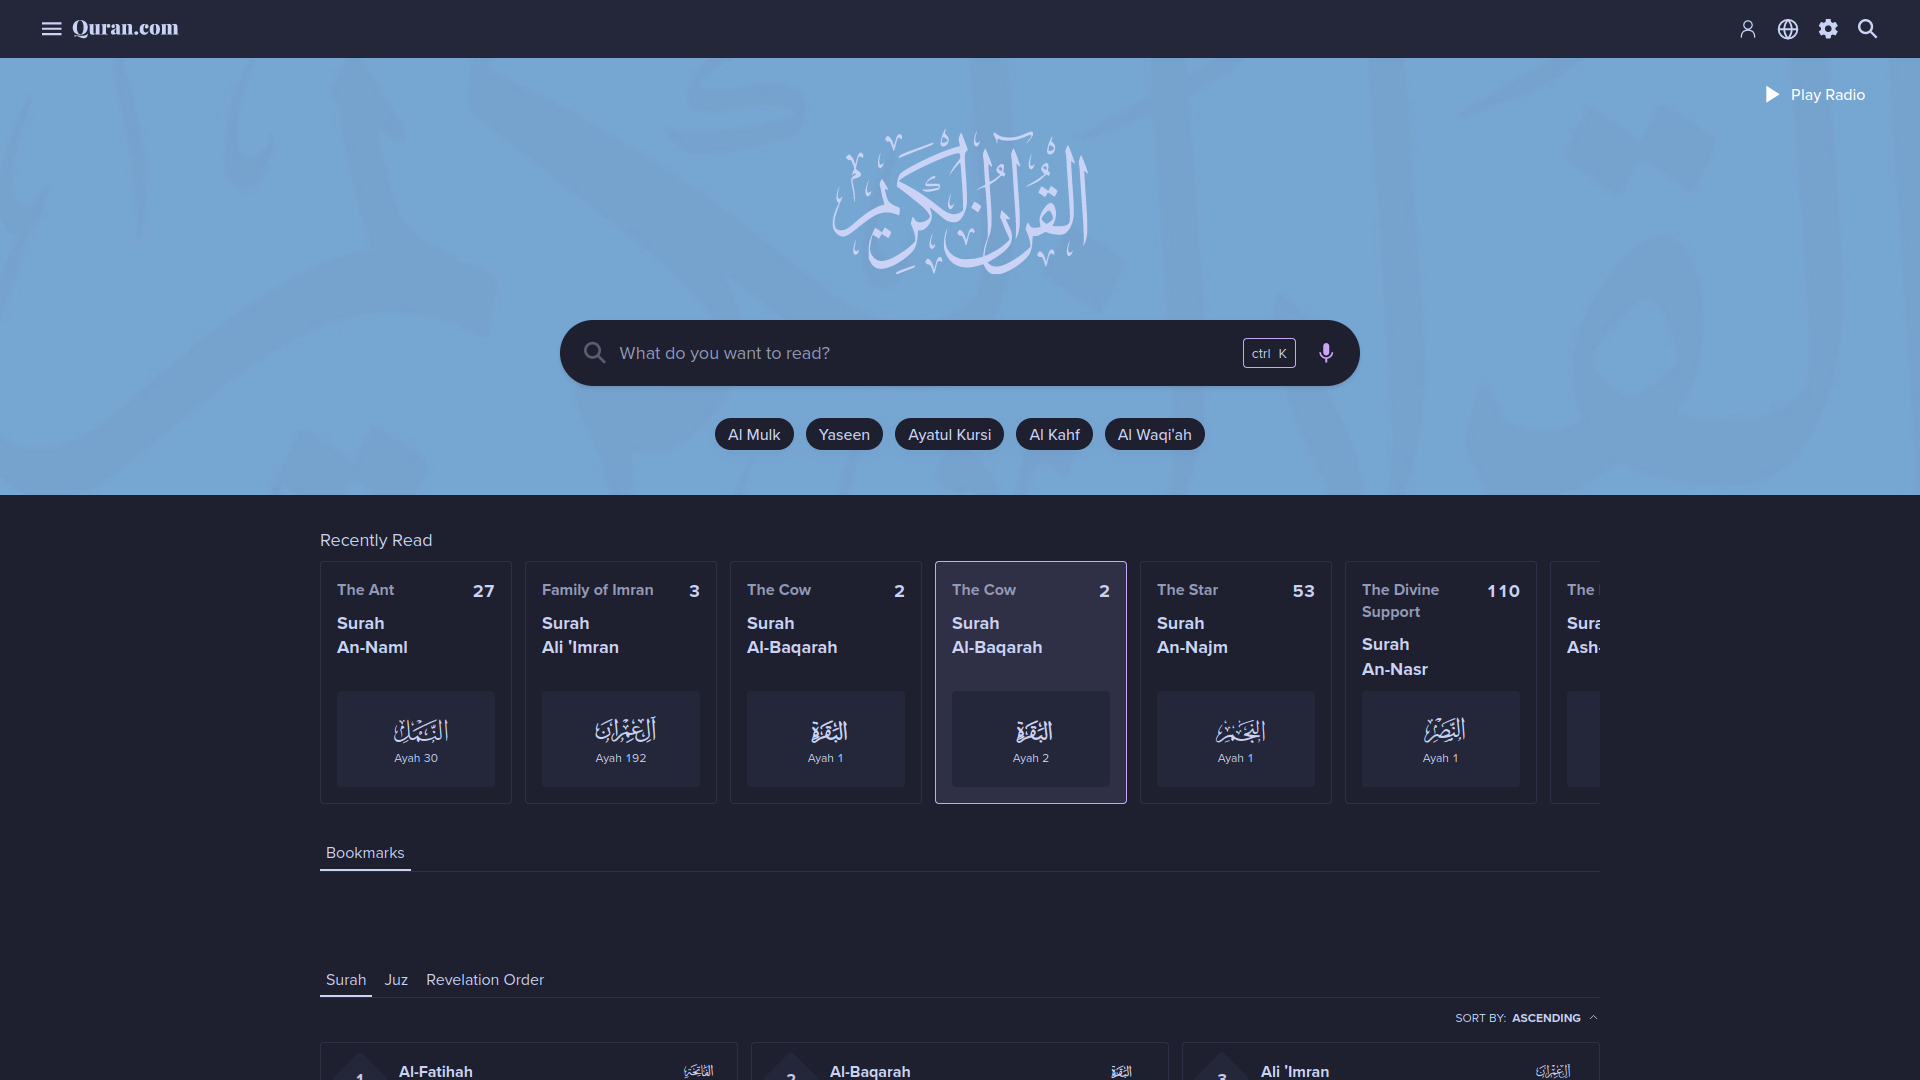 Quran.com
Play Radio
القرآن الكريم
What do you want to read?
ctrl K
Al Mulk
Yaseen
Ayatul Kursi
Al Kahf
Al Waqi'ah
Recently Read
The Ant 27
Surah
An-Naml
النمل
Ayah 30
Family of Imran 3
Surah
Ali 'Imran
آل عمران
Ayah 192
The Cow 2
Surah
Al-Baqarah
البقرة
Ayah 1
The Cow 2
Surah
Al-Baqarah
البقرة
Ayah 2
The Star 53
Surah
An-Najm
النجم
Ayah 1
The Divine 110
Support
Surah
An-Nasr
النصر
Ayah 1
The
Bookmarks
Surah Juz Revelation Order
SORT BY: ASCENDING
1 Al-Fatihah الفاتحة
2 Al-Baqarah البقرة
3 Ali 'Imran آل عمران